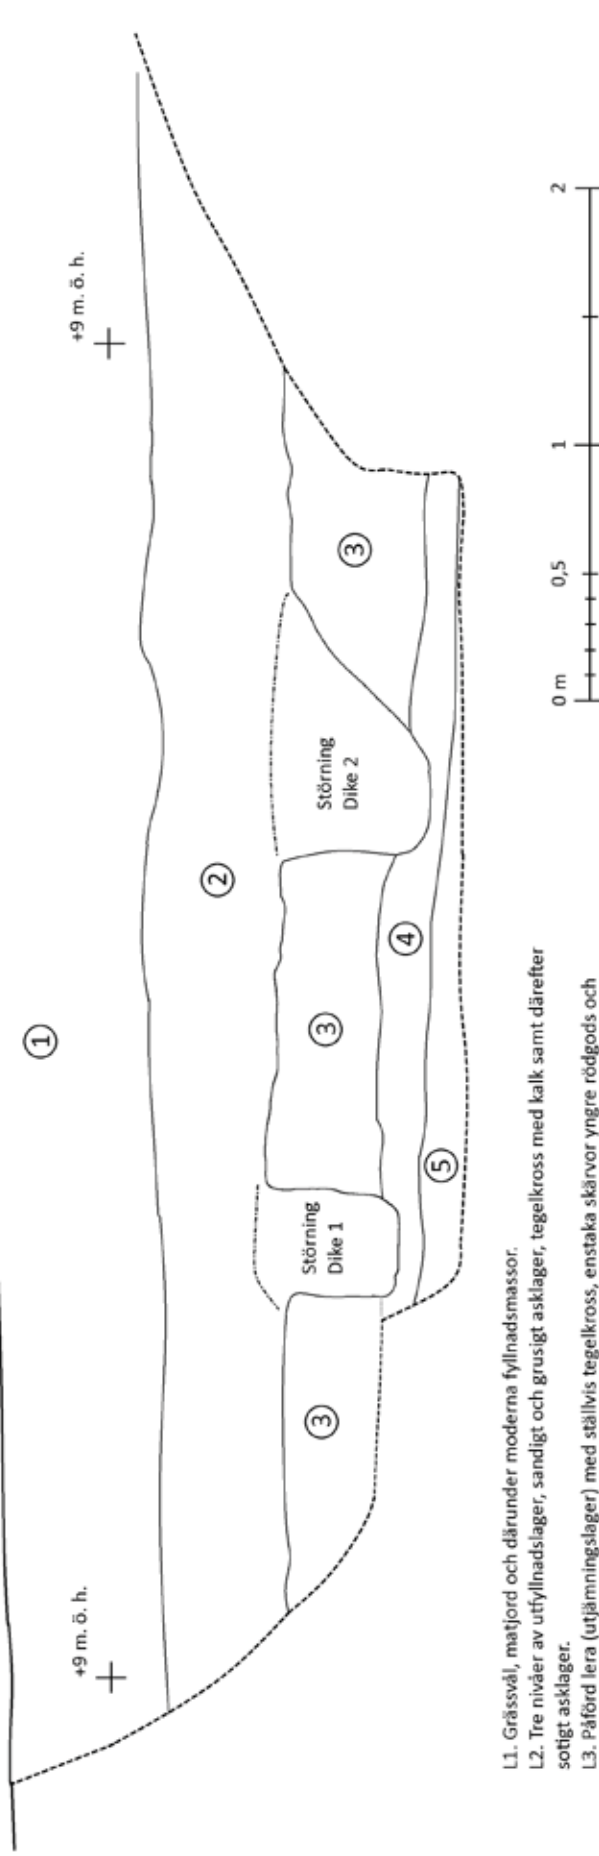 +9 m. ö. h.
+9 m. ö. h.
1
2
3
Störning
Dike 1
3
Störning
Dike 2
3
4
5
0 m
0,5
1
2
L1. Grässvål, matjord och därunder moderna fyllnadsmassor.
L2. Tre nivåer av utfyllnadslager, sandigt och grusigt asklager, tegelkross med kalk samt därefter
sotigt asklager.
L3. Påförd lera (utjämningslager) med ställvis tegelkross, enstaka skärvor yngre rödgods och